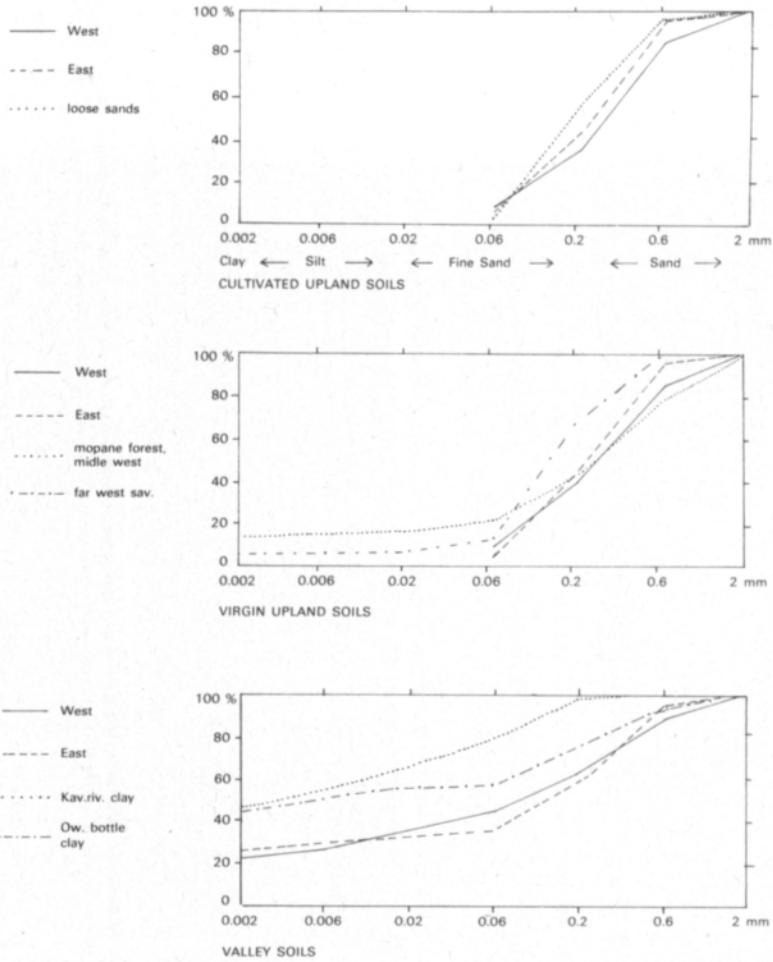 100 %
80
60
40
20
0
West
East
loose sands
0.002 0.006 0.02 0.06 0.2 0.6 2 mm
Clay ← Silt → ← Fine Sand → ← Sand →
CULTIVATED UPLAND SOILS
100 %
80
60
40
20
0
West
East
mopane forest,
midle west
far west sav.
0.002 0.006 0.02 0.06 0.2 0.6 2 mm
VIRGIN UPLAND SOILS
100 %
80
60
40
20
0
West
East
Kav.riv. clay
Ow. bottle
clay
0.002 0.006 0.02 0.06 0.2 0.6 2 mm
VALLEY SOILS